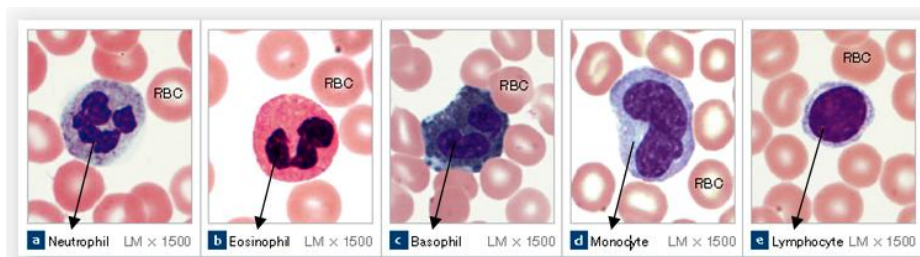 RBC
RBC
RBC
RBC
RBC
a Neutrophil LM × 1500
b Eosinophil LM × 1500
c Basophil LM × 1500
d Monocyte LM × 1500
e Lymphocyte LM × 1500